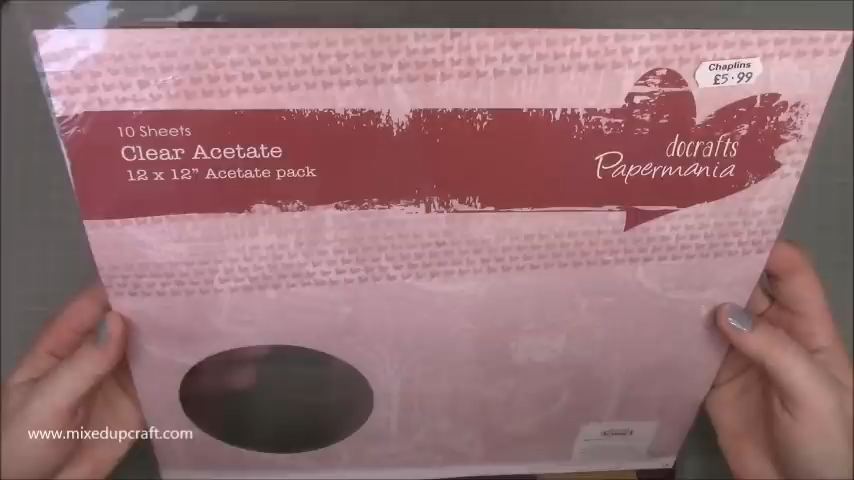 Chaplins
£5.99
10 Sheets
Clear Acetate
12 x 12" Acetate pack
docrafts
Papermania
www.mixedupcraft.com